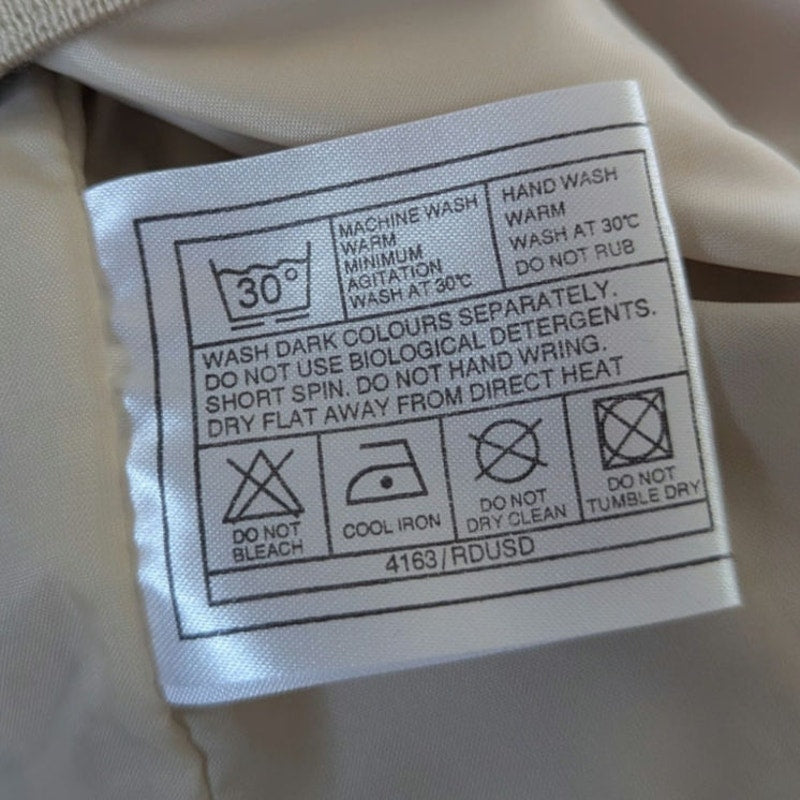 30°
MACHINE WASH
WARM
MINIMUM
AGITATION
WASH AT 30°C
HAND WASH
WARM
WASH AT 30°C
DO NOT RUB
WASH DARK COLOURS SEPARATELY.
DO NOT USE BIOLOGICAL DETERGENTS.
SHORT SPIN. DO NOT HAND WRING.
DRY FLAT AWAY FROM DIRECT HEAT
DO NOT
BLEACH
COOL IRON
DO NOT
DRY CLEAN
DO NOT
TUMBLE DRY
4163/RDUSD